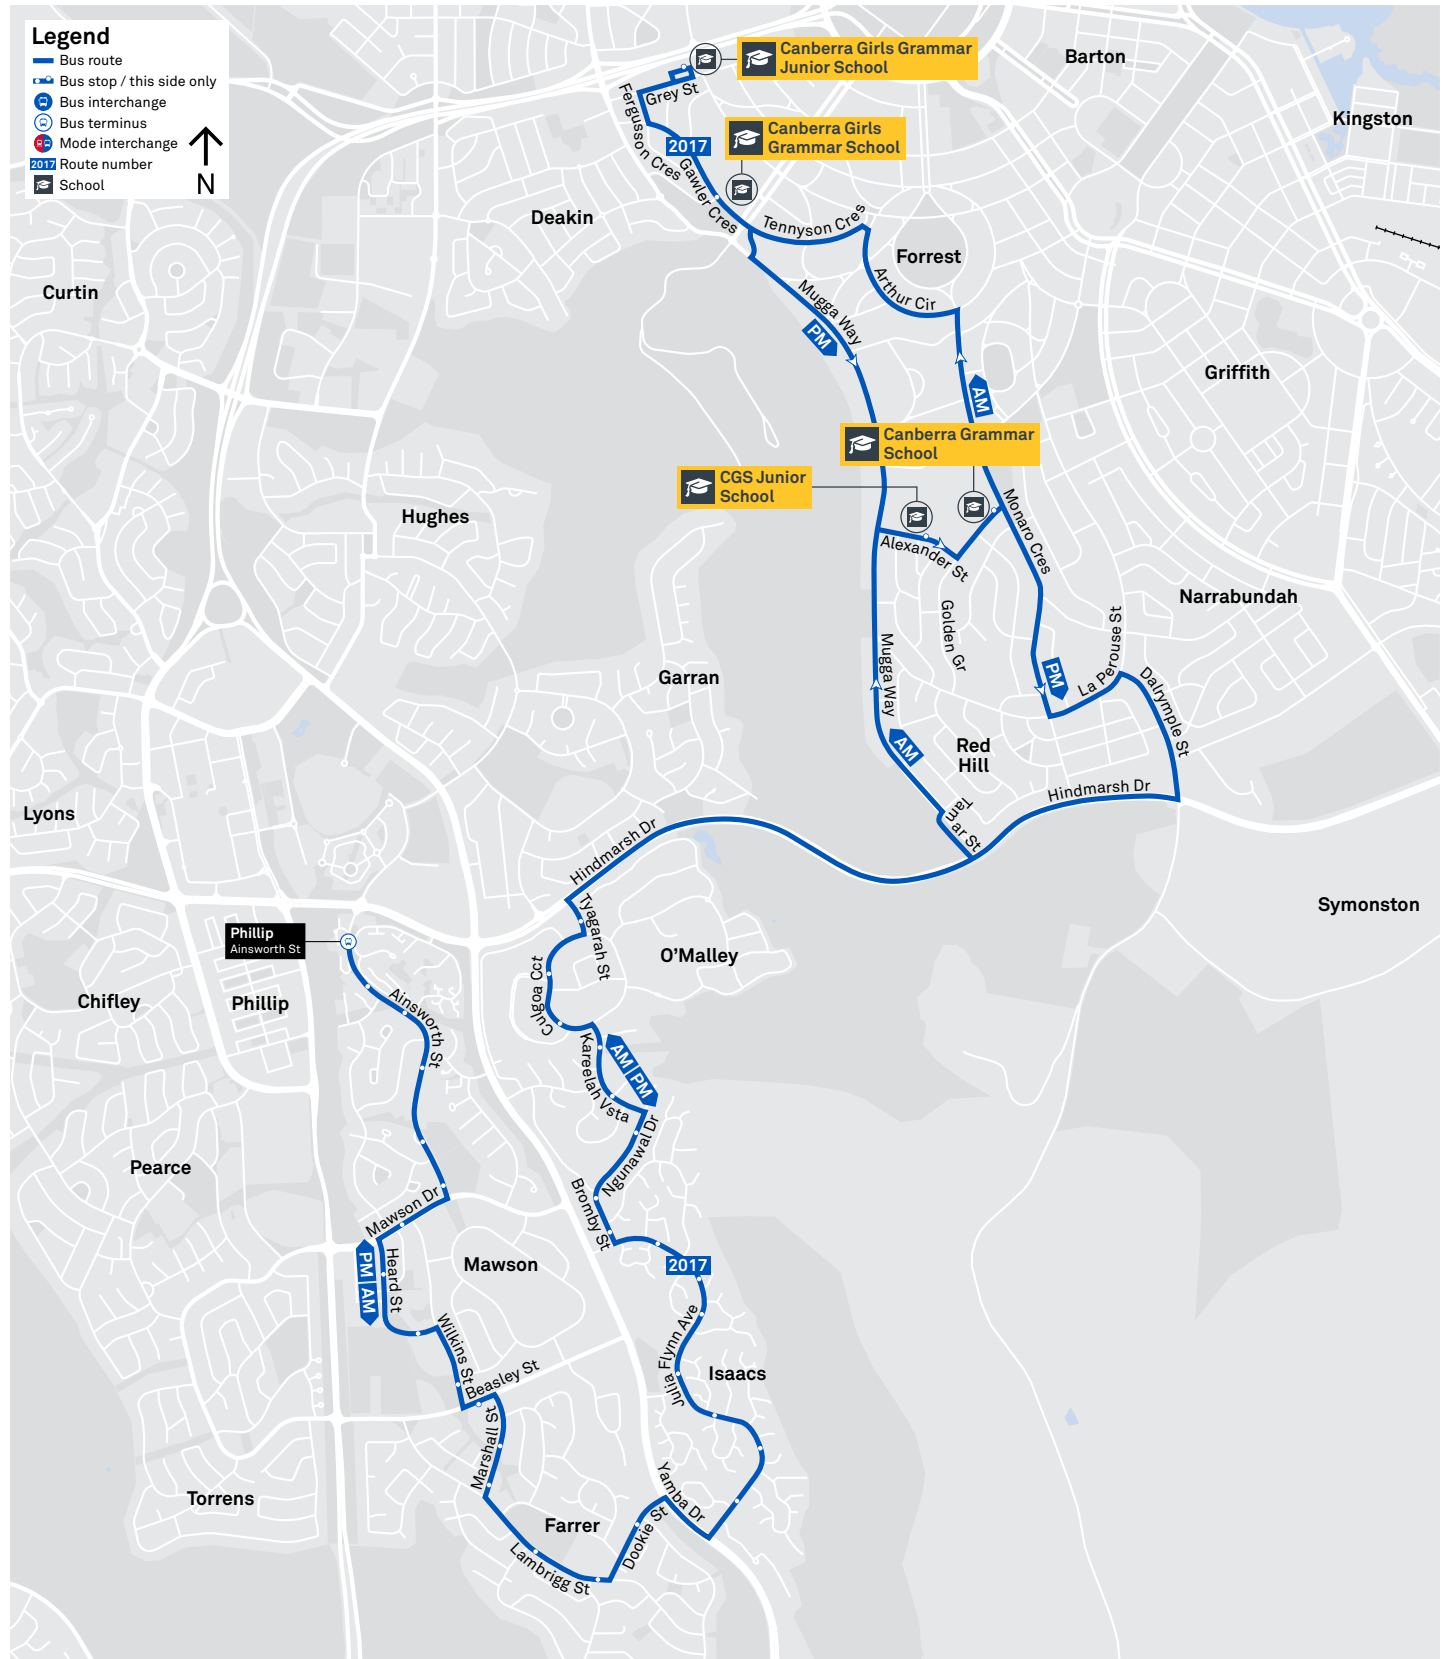 Legend
Bus route
Bus stop / this side only
Bus interchange
Bus terminus
Mode interchange
2017 Route number
School
N
Canberra Girls Grammar
Junior School
Grey St
Fergusson Cres
2017
Canberra Girls
Grammar School
Gawler Cres
Tennyson Cres
Barton
Kingston
Deakin
Forrest
Curtin
Arthur Cir
Mugga Way
PM
Griffith
AM
Canberra Grammar
School
CGS Junior
School
Hughes
Monaro Cres
Alexander St
Narrabundah
Golden Gr
La Perouse St
Mugga Way
Garran
PM
Dalrymple St
AM
Red
Hill
Hindmarsh Dr
Lyons
Tamar St
Hindmarsh Dr
Symonston
Tyagarah St
Phillip
Ainsworth St
O'Malley
Culgoa Cct
Chifley
Phillip
Ainsworth St
Kareelah Vsta
AM PM
Ngunawal Dr
Pearce
Bromby St
Mawson Dr
PM AM
Heard St
Mawson
2017
Wilkins St
Julia Flynn Ave
Beasley St
Isaacs
Marshall St
Torrens
Yamba Dr
Farrer
Dookie St
Lambrigg St